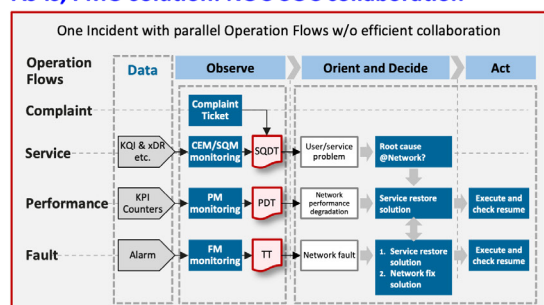 One Incident with parallel Operation Flows w/o efficient collaboration
Operation
Flows
Data
Observe
Orient and Decide
Act
Complaint
Complaint
Ticket
Service
KQI & xDR
etc.
CEM/SQM
monitoring
SQDT
User/service
problem
Root cause
@Network?
Performance
KPI
Counters
PM
monitoring
PDT
Network
performance
degradation
Service restore
solution
Execute and
check resume
Fault
Alarm
FM
monitoring
TT
Network fault
1. Service restore
solution
2. Network fix
solution
Execute and
check resume